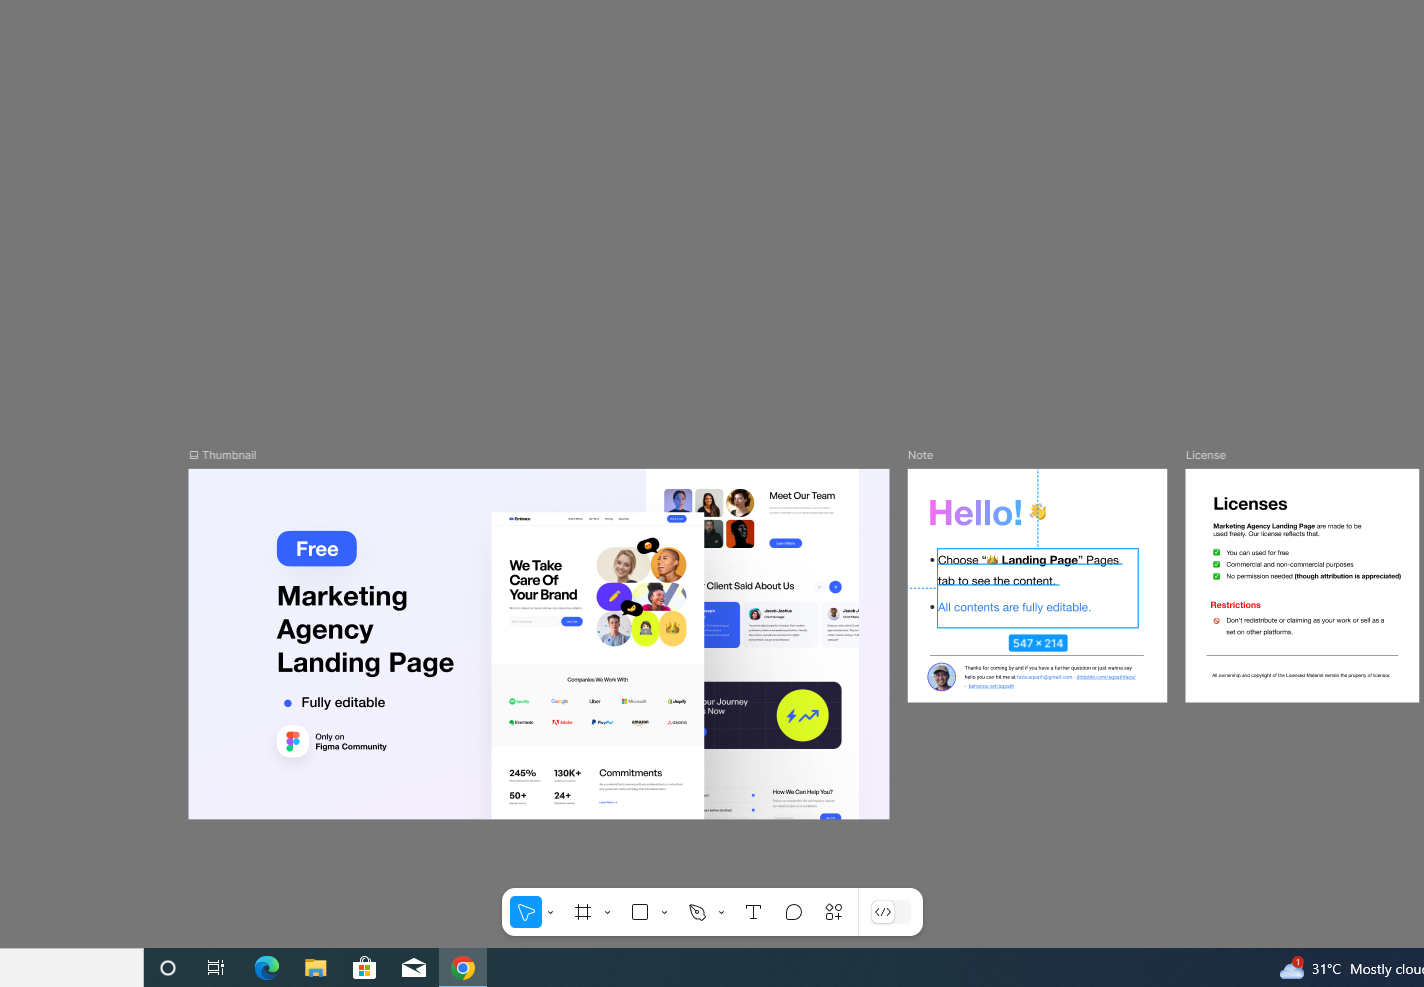 Thumbnail
Free
Marketing
Agency
Landing Page
Fully editable
Only on
Figma Community
Embrace
We Take
Care Of
Your Brand
Companies We Work With
Spotify
Google
Uber
Microsoft
shopify
Evernote
Adobe
PayPal
amazon
asana
245%
130K+
50+
24+
Commitments
Meet Our Team
Client Said About Us
Jacob Joshua
our Journey
s Now
How We Can Help You?
Note
Hello!👋
• Choose “👑 Landing Page” Pages
tab to see the content.
• All contents are fully editable.
547 × 214
Thanks for coming by and if you have a further question or just wanna say
hello you can hit me at
License
Licenses
Marketing Agency Landing Page are made to be
used freely. Our license reflects that.
✅ You can used for free
✅ Commercial and non-commercial purposes
✅ No permission needed (though attribution is appreciated)
Restrictions
🚫 Don't redistribute or claiming as your work or sell as a
set on other platforms.
All ownership and copyright of the Licensed Material remain the property of licensor.
1
31°C Mostly clou